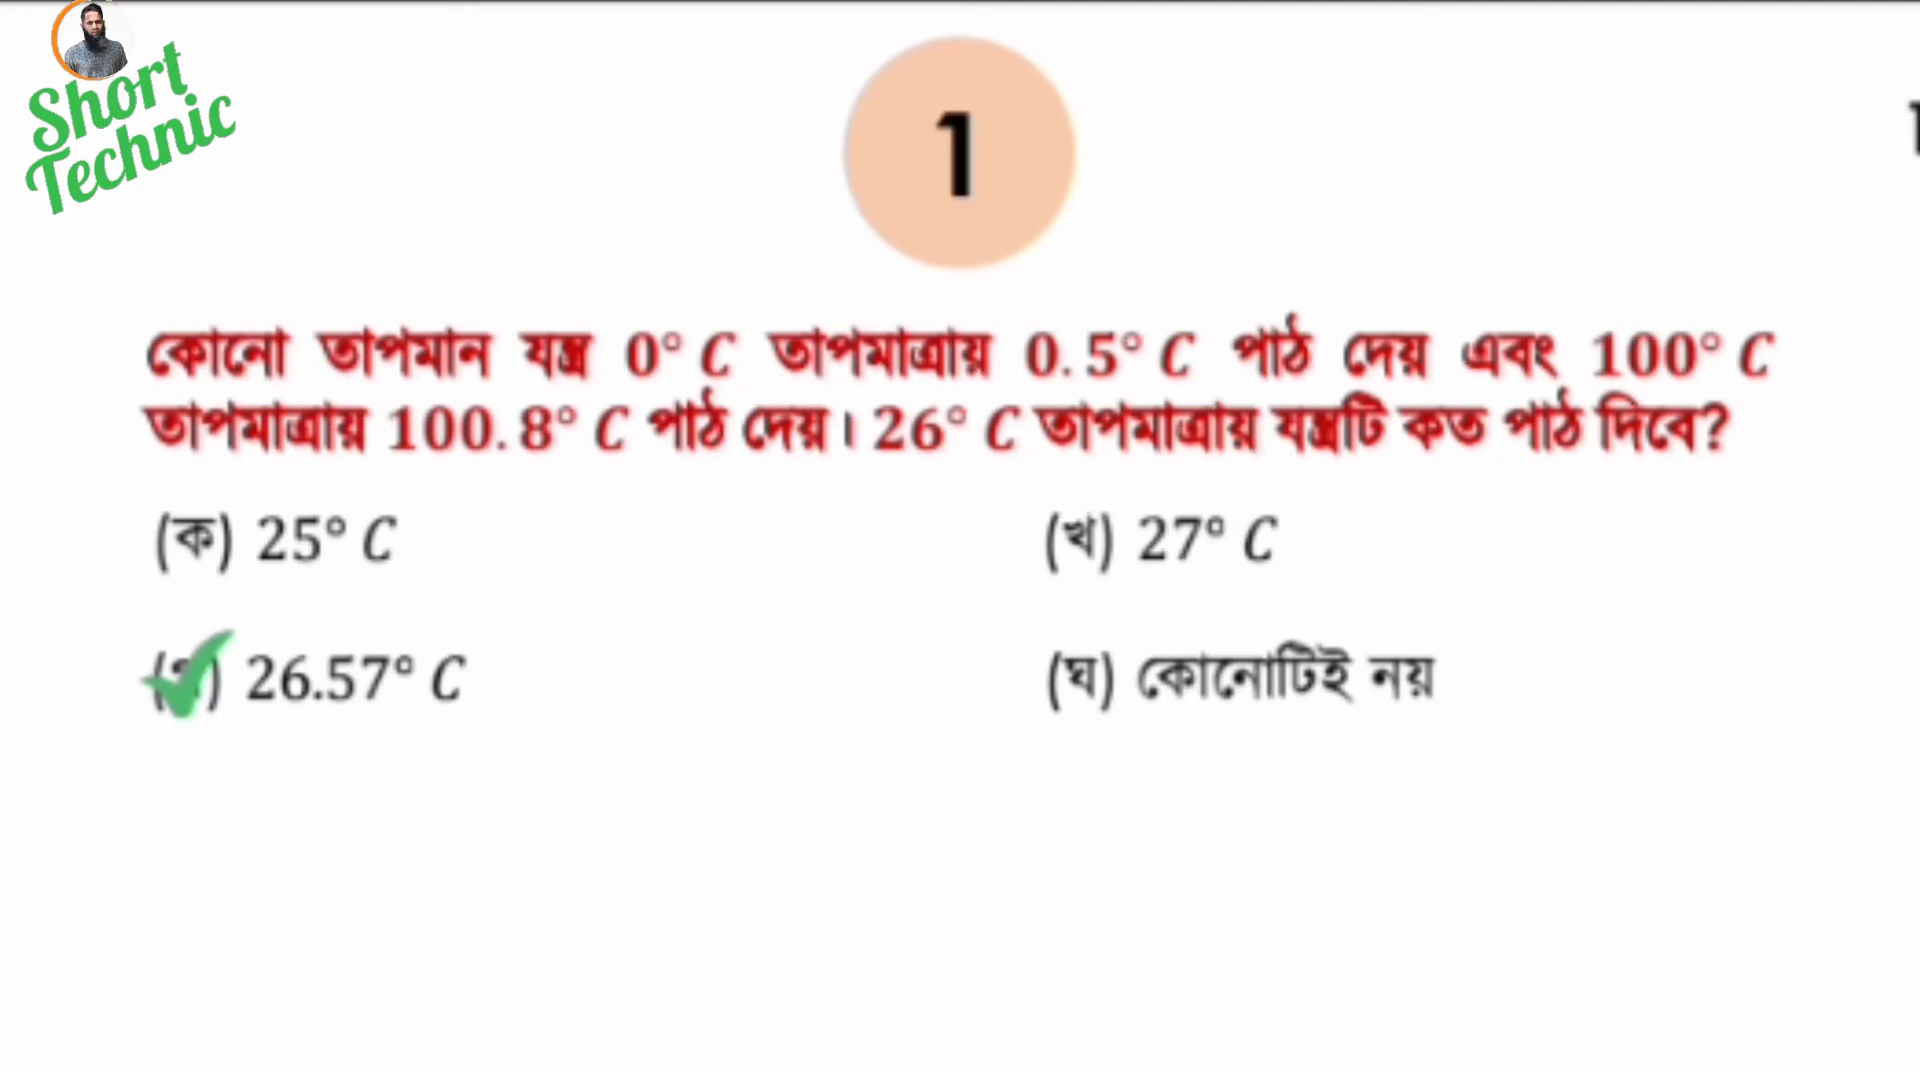 Short
Technic
1
কোনো তাপমান যন্ত্র 0° C তাপমাত্রায় 0.5° C পাঠ দেয় এবং 100° C
তাপমাত্রায় 100.8° C পাঠ দেয়। 26° C তাপমাত্রায় যন্ত্রটি কত পাঠ দিবে?
(ক) 25° C
(খ) 27° C
26.57° C
(ঘ) কোনোটিই নয়